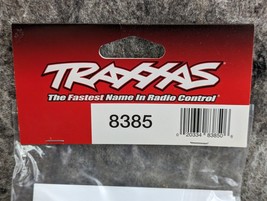 TRAXXAS
The Fastest Name In Radio Control
8385